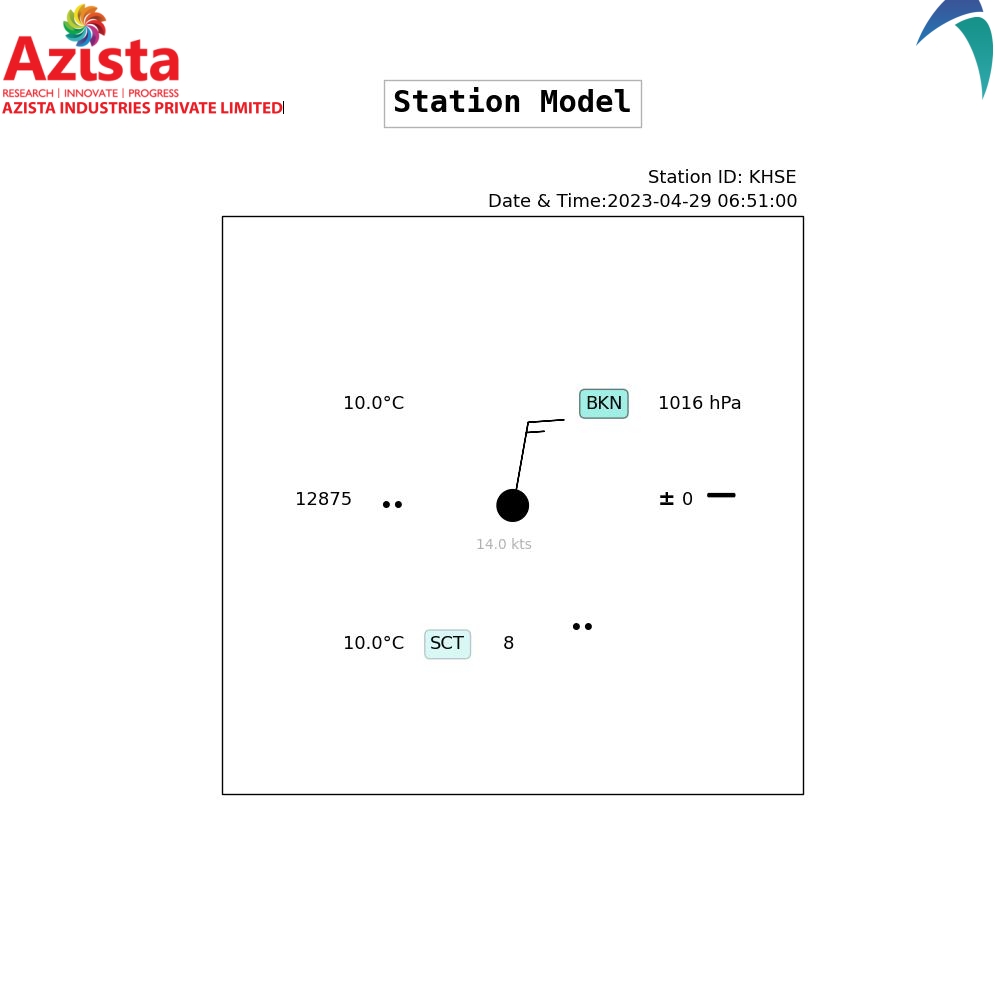 Azista
RESEARCH | INNOVATE | PROGRESS
AZISTA INDUSTRIES PRIVATE LIMITED
Station Model
Station ID: KHSE
Date & Time:2023-04-29 06:51:00
10.0°C
BKN
1016 hPa
12875
± 0
14.0 kts
10.0°C
SCT
8